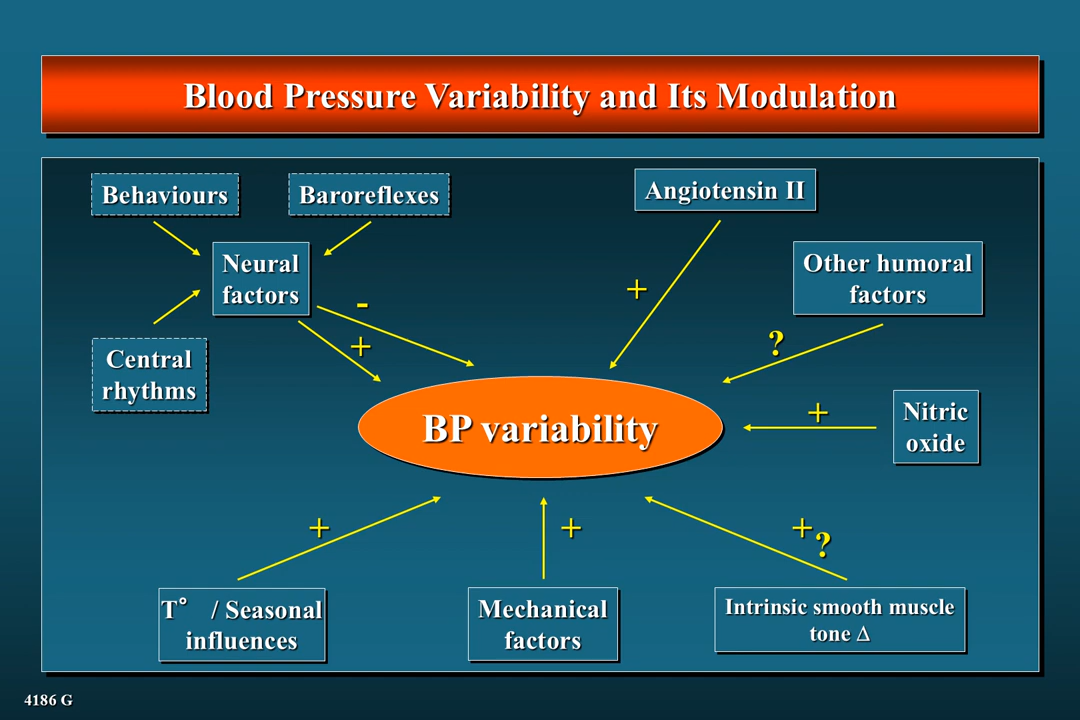 Blood Pressure Variability and Its Modulation
Behaviours
Baroreflexes
Angiotensin II
Neural
factors
Other humoral
factors
-
+
+
?
Central
rhythms
BP variability
+
Nitric
oxide
+
+
+?
T° / Seasonal
influences
Mechanical
factors
Intrinsic smooth muscle
tone Δ
4186 G